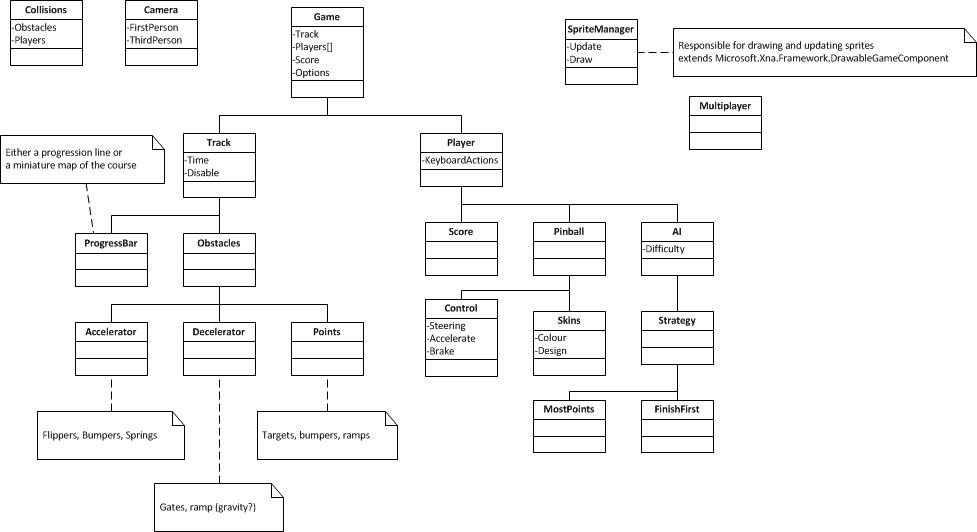 Collisions
-Obstacles
-Players
Camera
-FirstPerson
-ThirdPerson
Game
-Track
-Players[]
-Score
-Options
SpriteManager
-Update
-Draw
Responsible for drawing and updating sprites
extends Microsoft.Xna.Framework.DrawableGameComponent
Multiplayer
Either a progression line or
a miniature map of the course
Track
-Time
-Disable
Player
-KeyboardActions
ProgressBar
Obstacles
Score
Pinball
AI
-Difficulty
Accelerator
Decelerator
Points
Control
-Steering
-Accelerate
-Brake
Skins
-Colour
-Design
Strategy
MostPoints
FinishFirst
Flippers, Bumpers, Springs
Targets, bumpers, ramps
Gates, ramp (gravity?)